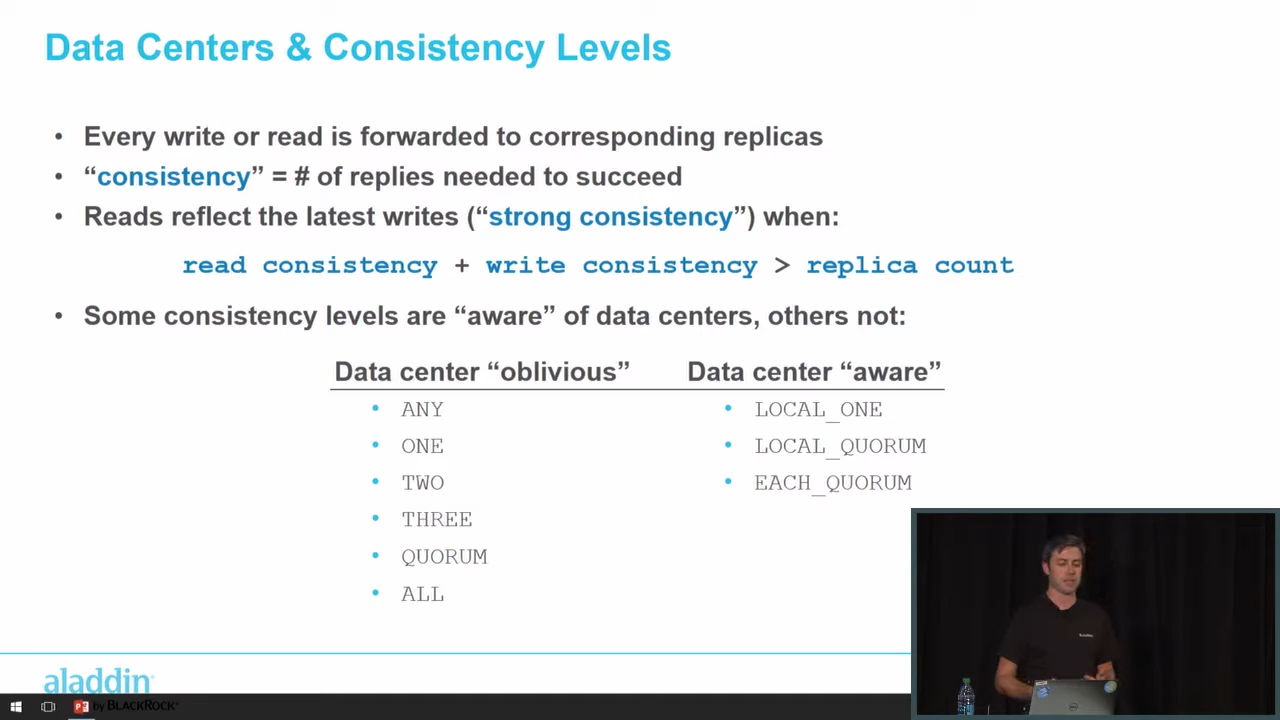 Data Centers & Consistency Levels
• Every write or read is forwarded to corresponding replicas
• “consistency” = # of replies needed to succeed
• Reads reflect the latest writes (“strong consistency”) when:
read consistency + write consistency > replica count
• Some consistency levels are “aware” of data centers, others not:
Data center “oblivious” Data center “aware”
• ANY • LOCAL_ONE
• ONE • LOCAL_QUORUM
• TWO • EACH_QUORUM
• THREE
• QUORUM
• ALL
aladdin
by BLACKROCK